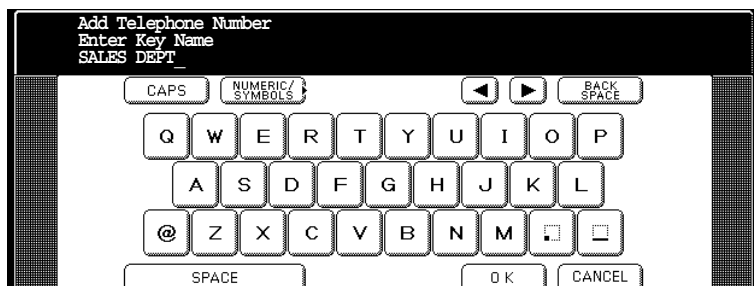 Add Telephone Number
Enter Key Name
SALES DEPT_
CAPS NUMERIC/ SYMBOLS ◀ ▶ BACK SPACE
Q W E R T Y U I O P
A S D F G H J K L
@ Z X C V B N M . _
SPACE OK CANCEL